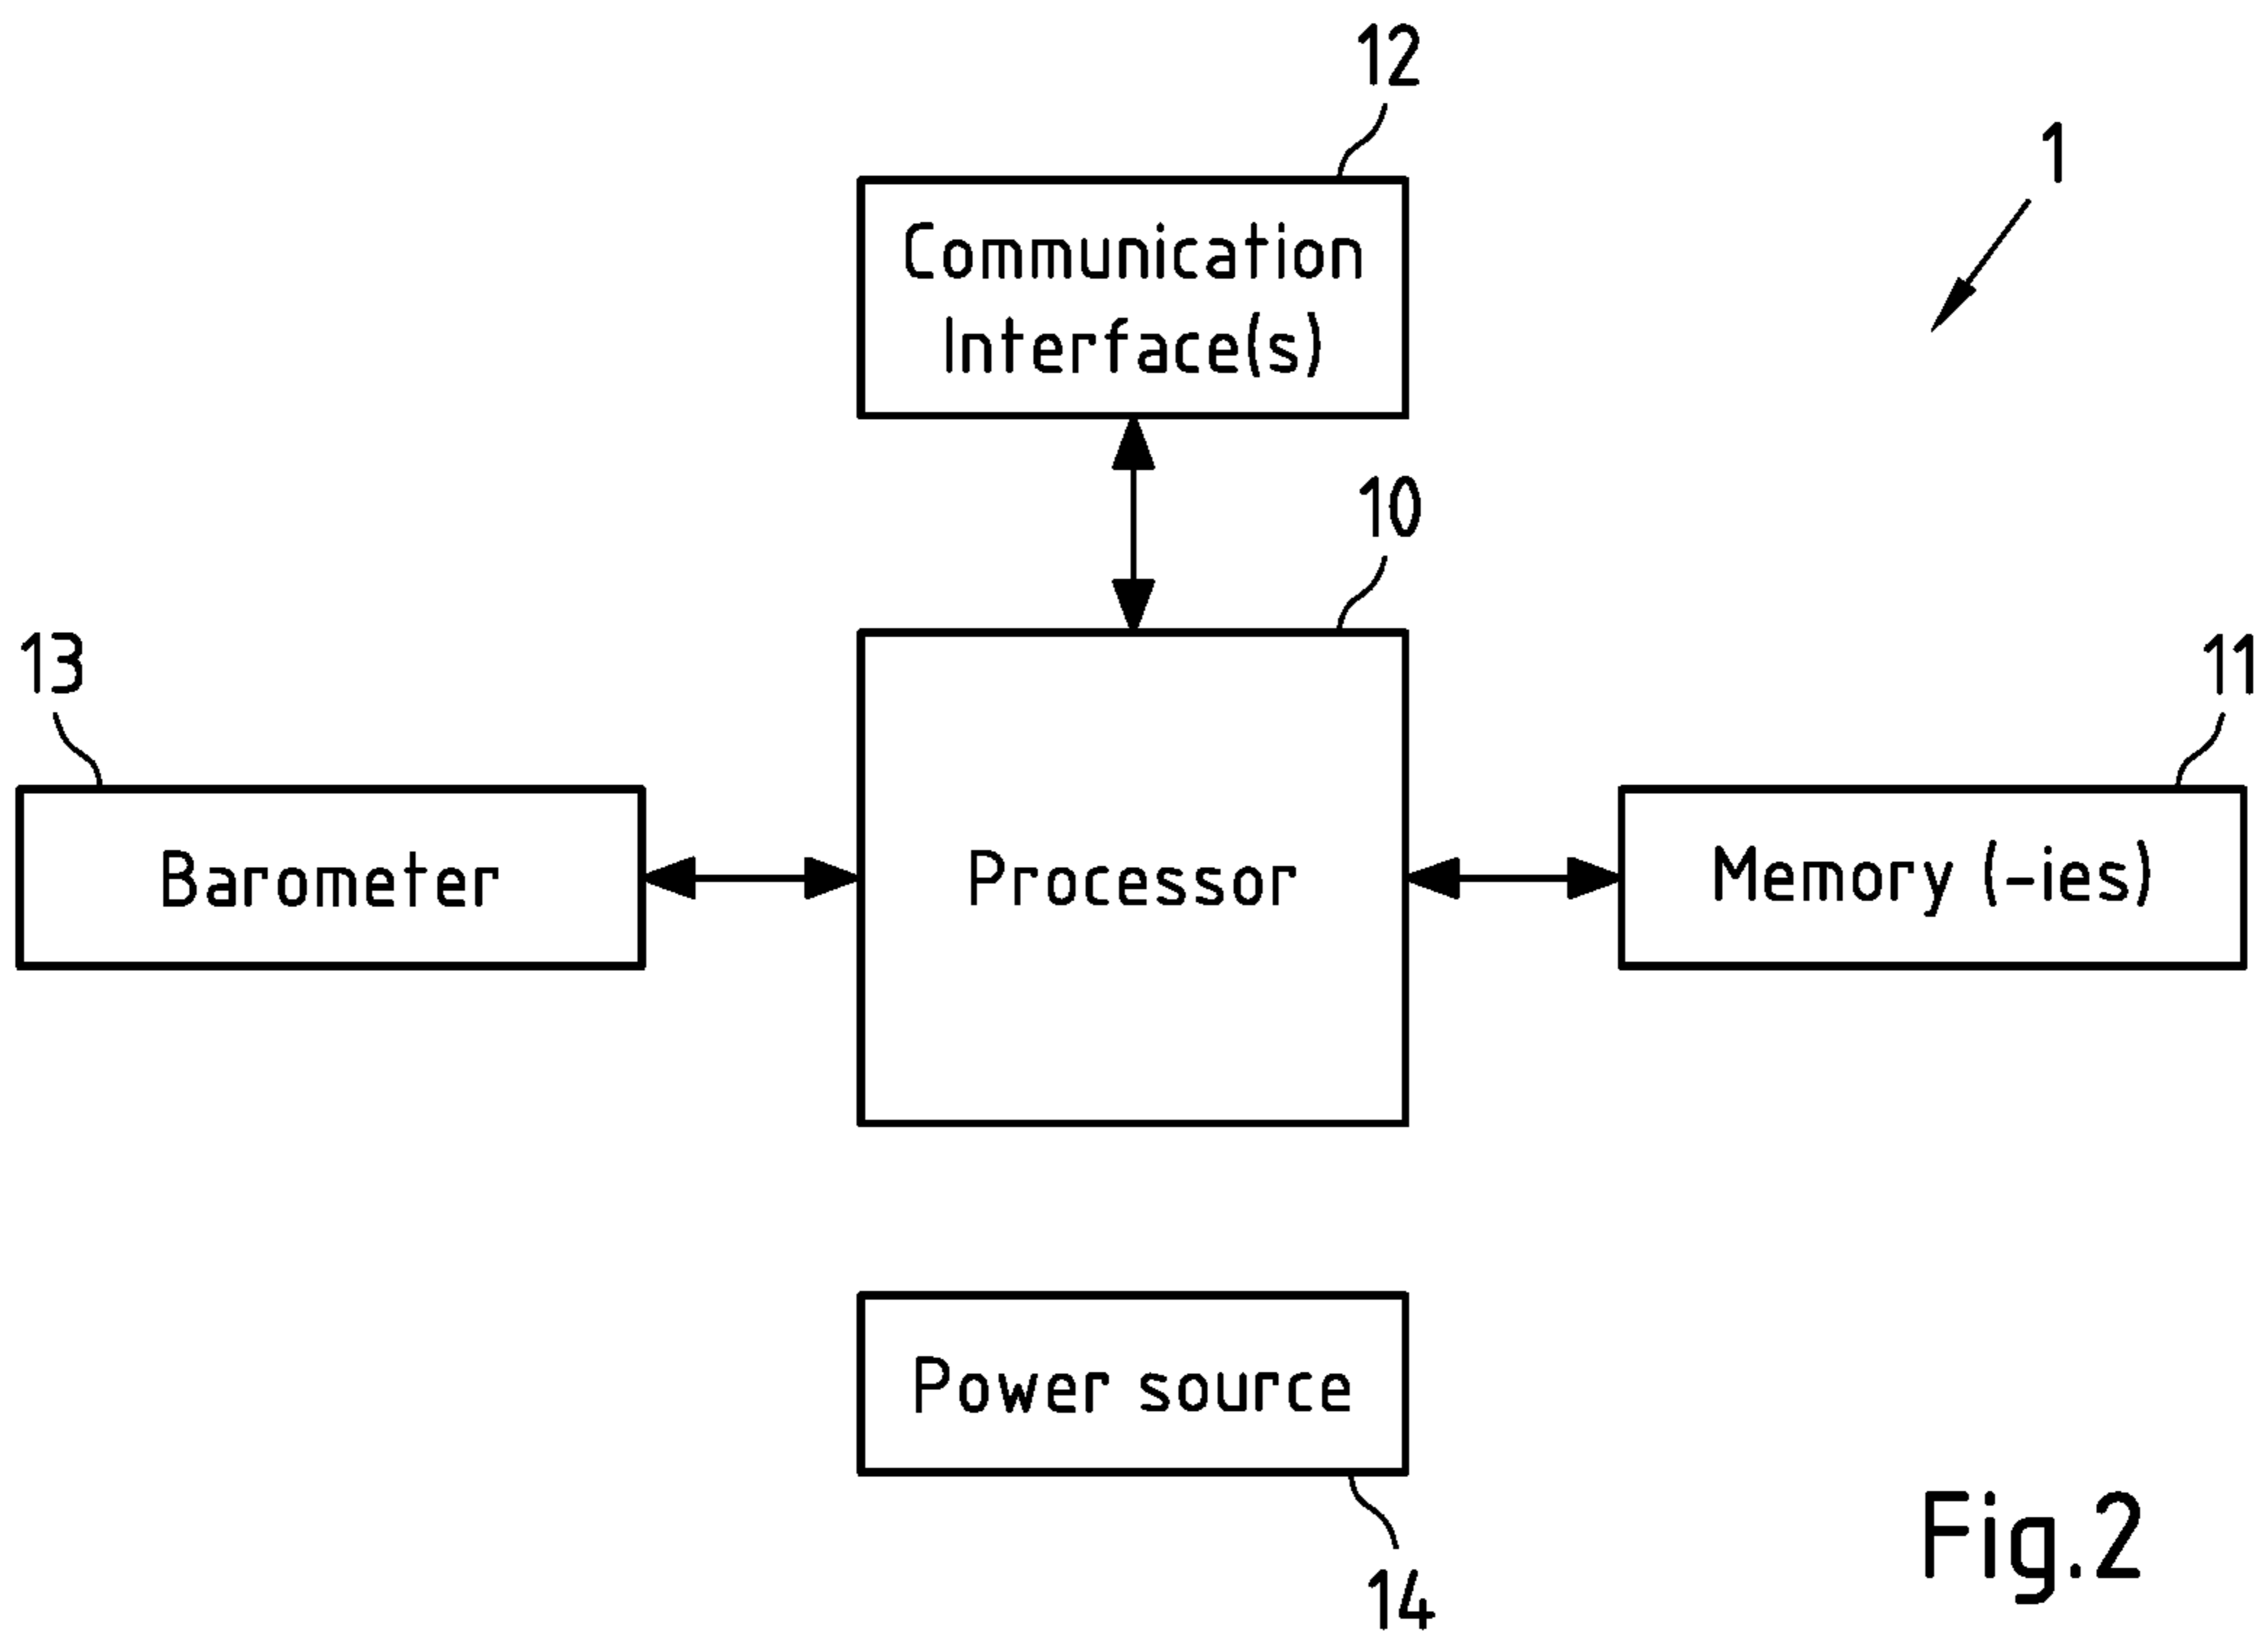 12
1
Communication
Interface(s)
10
13
11
Barometer
Processor
Memory (-ies)
Power source
14
Fig.2